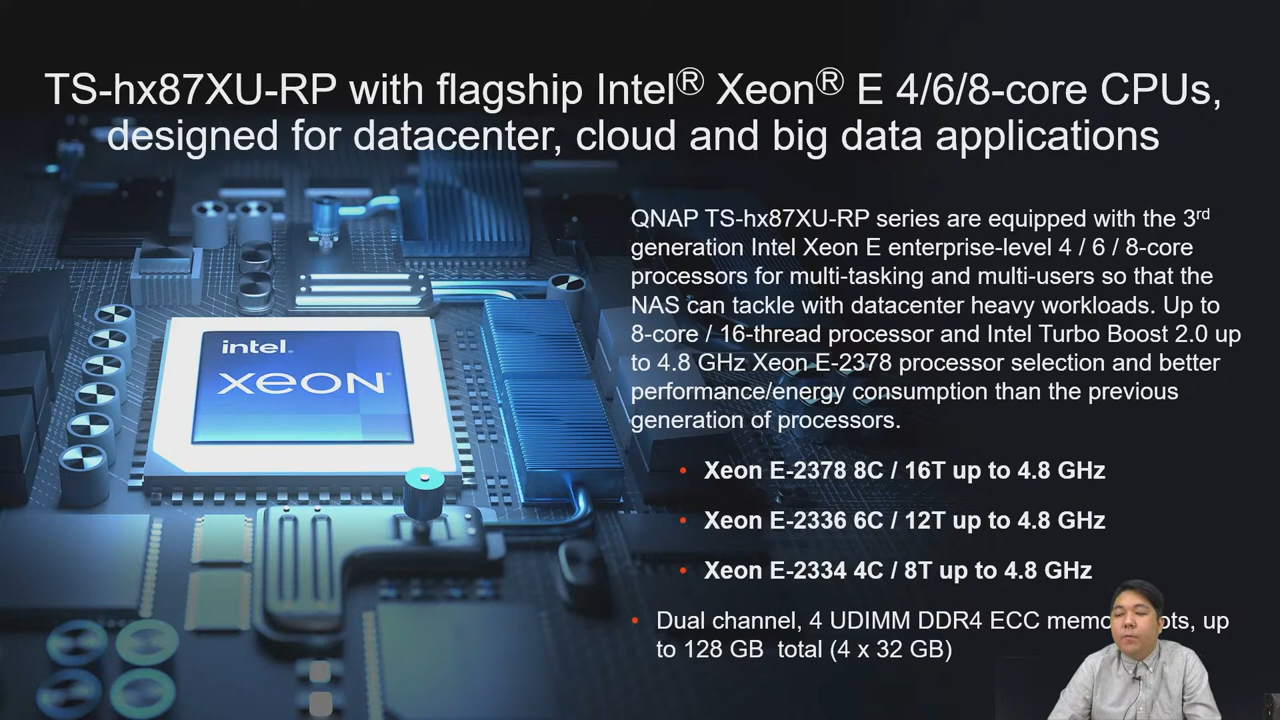 TS-hx87XU-RP with flagship Intel® Xeon® E 4/6/8-core CPUs,
designed for datacenter, cloud and big data applications
QNAP TS-hx87XU-RP series are equipped with the 3rd
generation Intel Xeon E enterprise-level 4 / 6 / 8-core
processors for multi-tasking and multi-users so that the
NAS can tackle with datacenter heavy workloads. Up to
8-core / 16-thread processor and Intel Turbo Boost 2.0 up
to 4.8 GHz Xeon E-2378 processor selection and better
performance/energy consumption than the previous
generation of processors.
• Xeon E-2378 8C / 16T up to 4.8 GHz
• Xeon E-2336 6C / 12T up to 4.8 GHz
• Xeon E-2334 4C / 8T up to 4.8 GHz
• Dual channel, 4 UDIMM DDR4 ECC up
to 128 GB total (4 x 32 GB)
intel.
xeon®